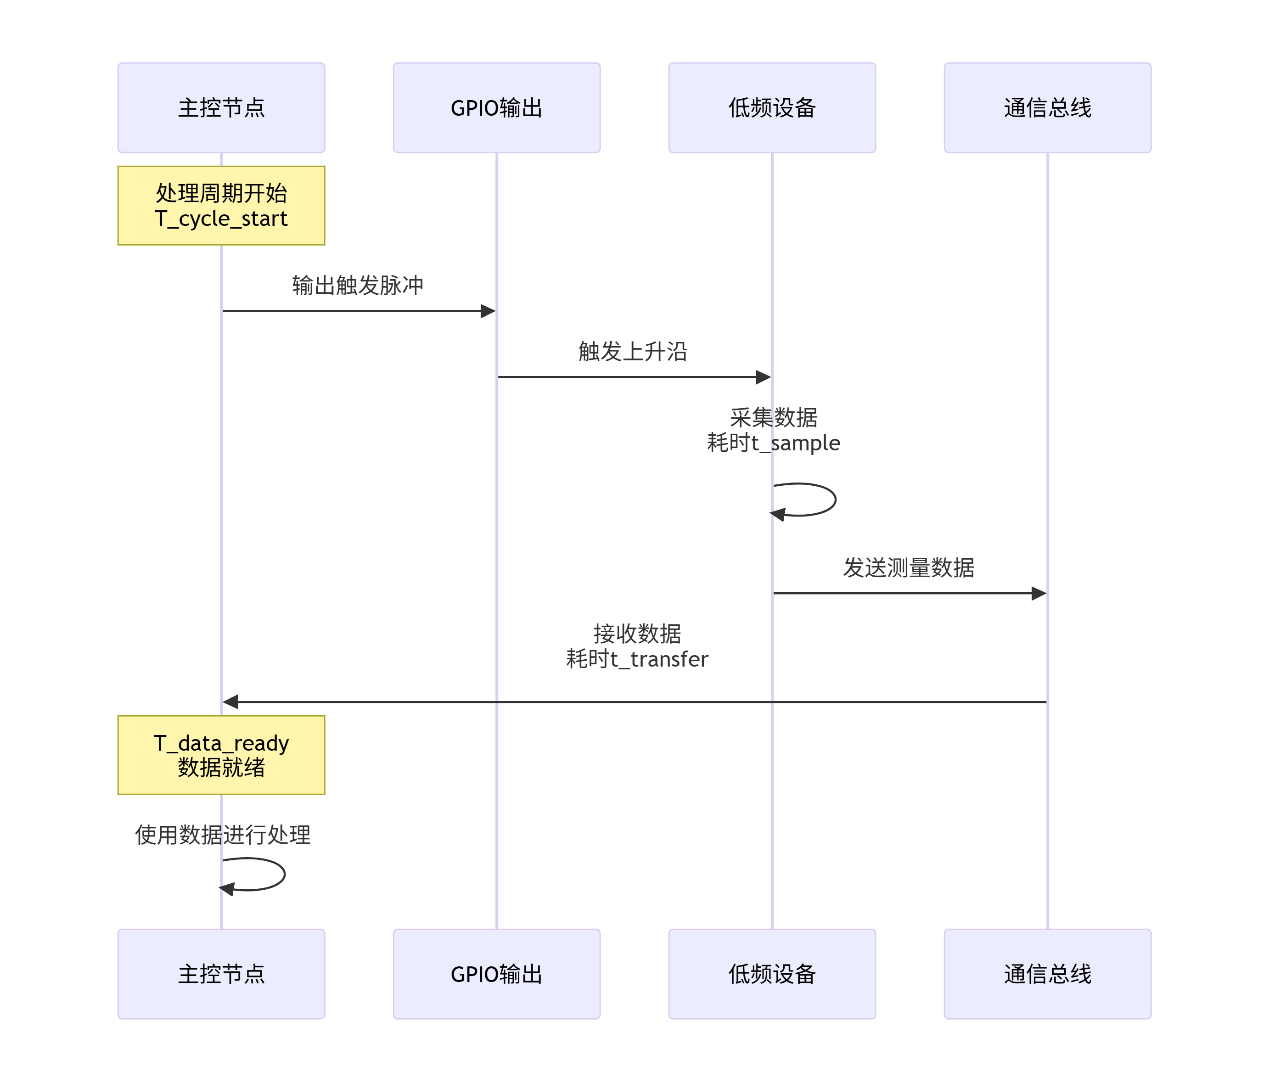 主控节点
GPIO输出
低频设备
通信总线
处理周期开始
T_cycle_start
输出触发脉冲
触发上升沿
采集数据
耗时t_sample
发送测量数据
接收数据
耗时t_transfer
T_data_ready
数据就绪
使用数据进行处理
主控节点
GPIO输出
低频设备
通信总线